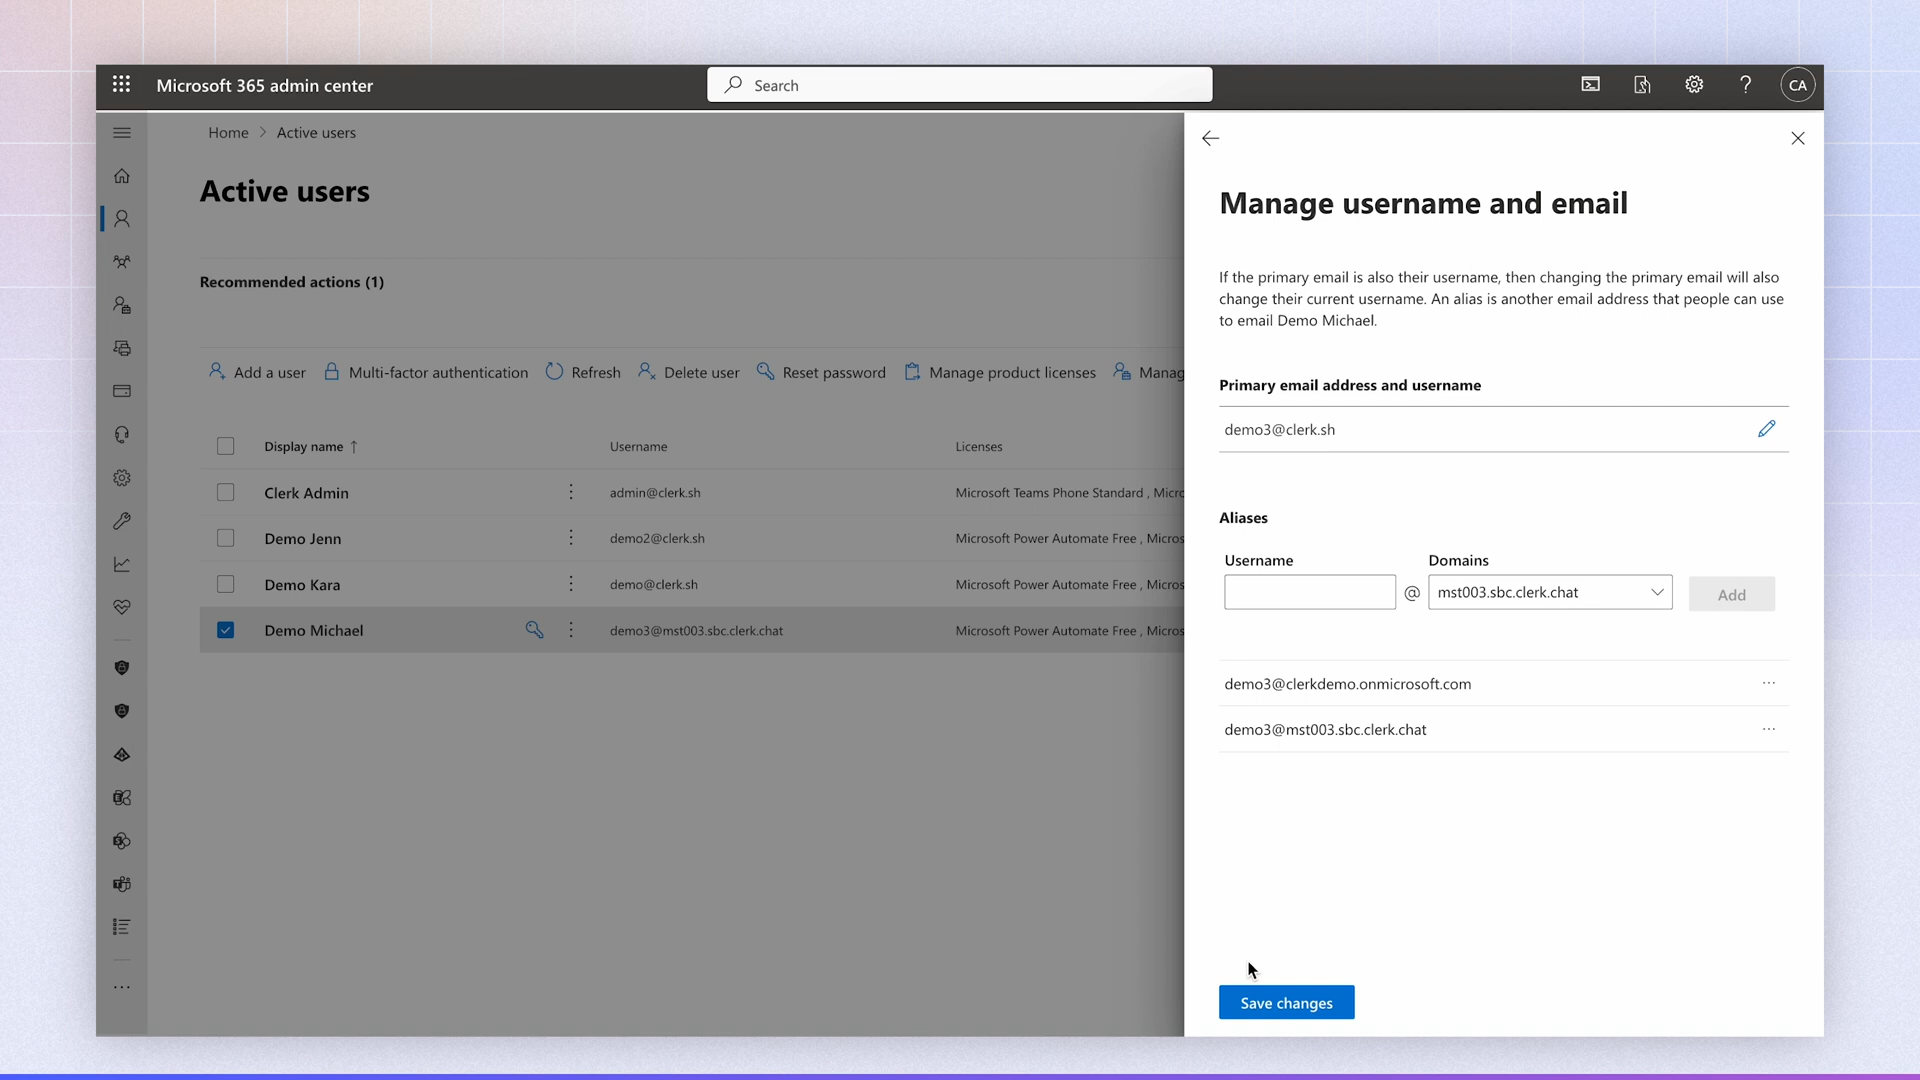 Microsoft 365 admin center
Search
CA
Home > Active users
Active users
Recommended actions (1)
Add a user
Multi-factor authentication
Refresh
Delete user
Reset password
Manage product licenses
Manag
Display name ↑
Username
Licenses
Clerk Admin
admin@clerk.sh
Microsoft Teams Phone Standard , Micro
Demo Jenn
demo2@clerk.sh
Microsoft Power Automate Free , Micros
Demo Kara
demo@clerk.sh
Microsoft Power Automate Free , Micros
Demo Michael
demo3@mst003.sbc.clerk.chat
Microsoft Power Automate Free , Micros
Manage username and email
If the primary email is also their username, then changing the primary email will also
change their current username. An alias is another email address that people can use
to email Demo Michael.
Primary email address and username
demo3@clerk.sh
Aliases
Username
Domains
@
mst003.sbc.clerk.chat
Add
demo3@clerkdemo.onmicrosoft.com
demo3@mst003.sbc.clerk.chat
Save changes